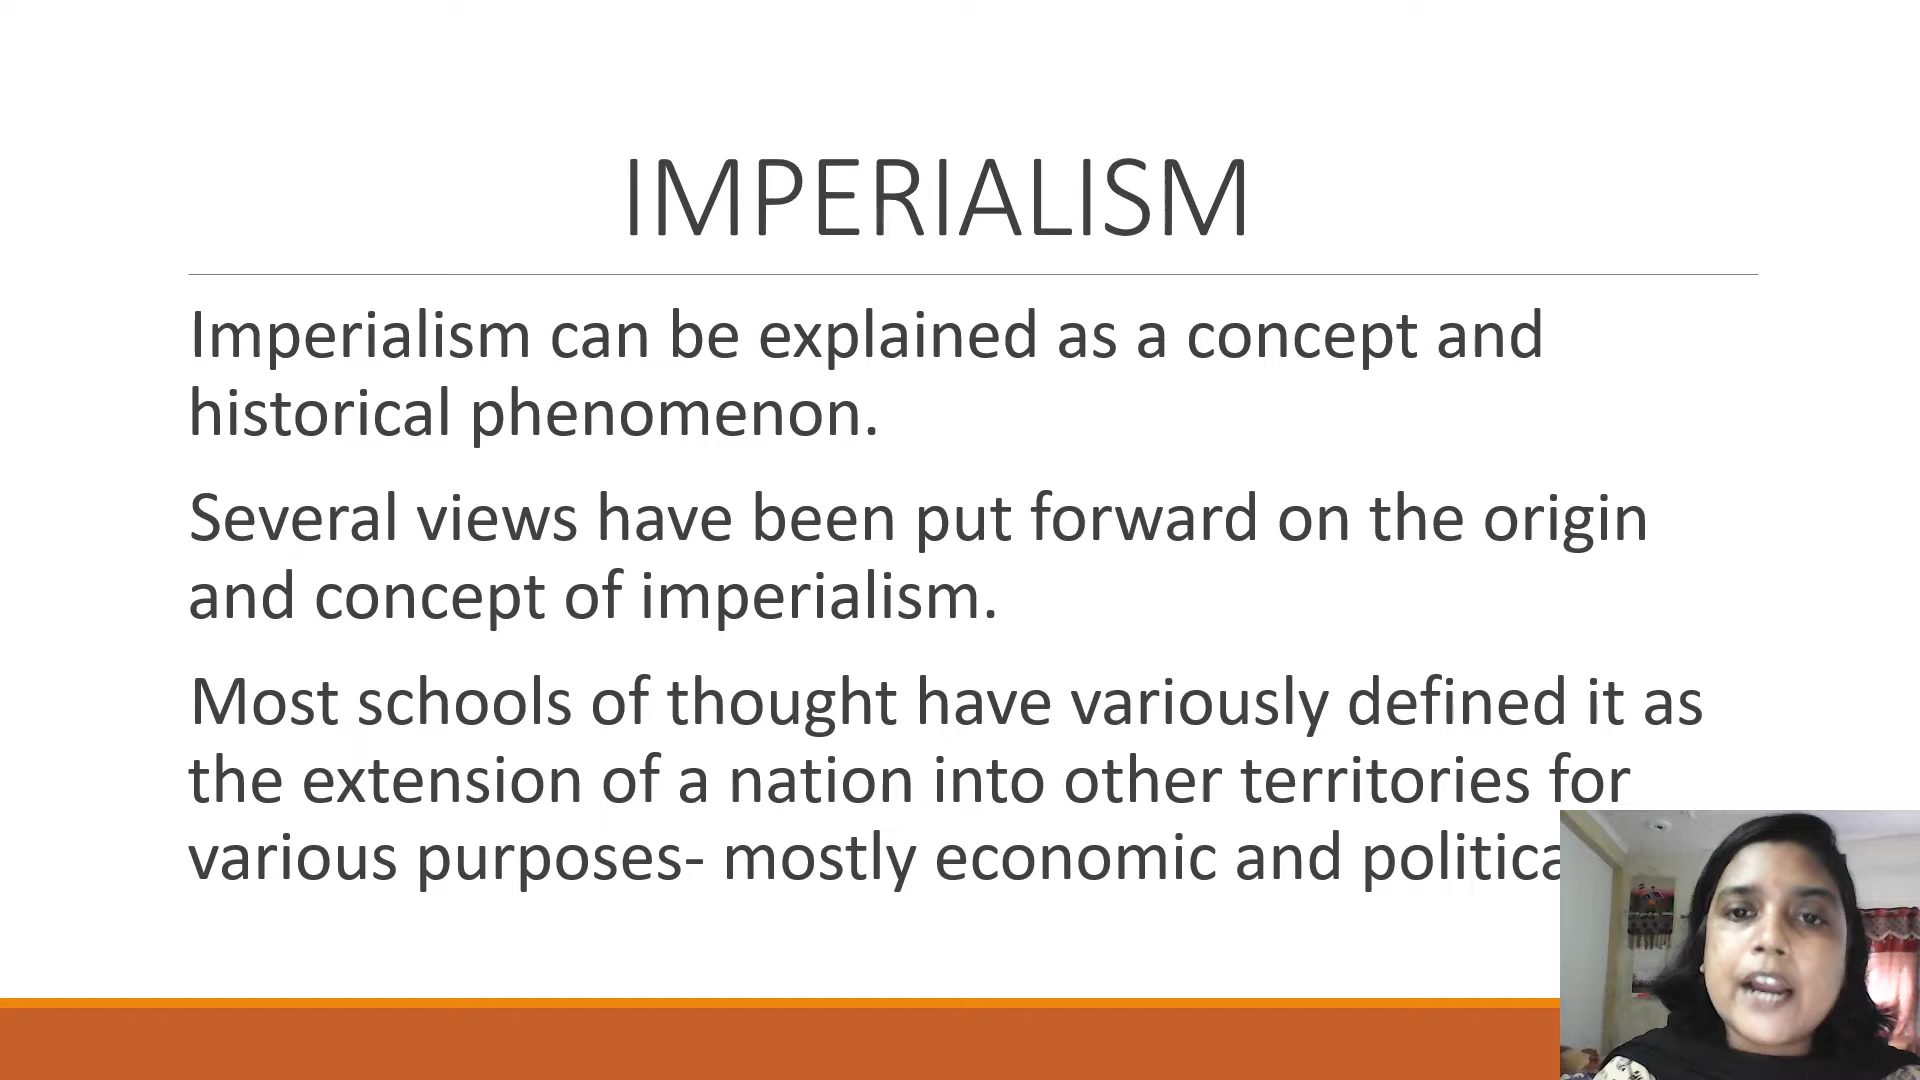 IMPERIALISM
Imperialism can be explained as a concept and
historical phenomenon.
Several views have been put forward on the origin
and concept of imperialism.
Most schools of thought have variously defined it as
the extension of a nation into other territories for
various purposes- mostly economic and politica